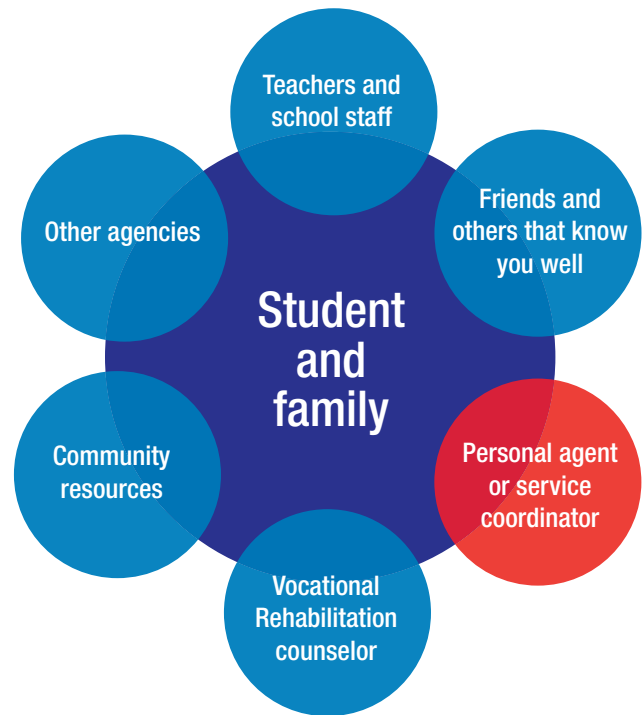 Teachers and
school staff
Friends and
others that know
you well
Other agencies
Student
and
family
Personal agent
or service
coordinator
Community
resources
Vocational
Rehabilitation
counselor